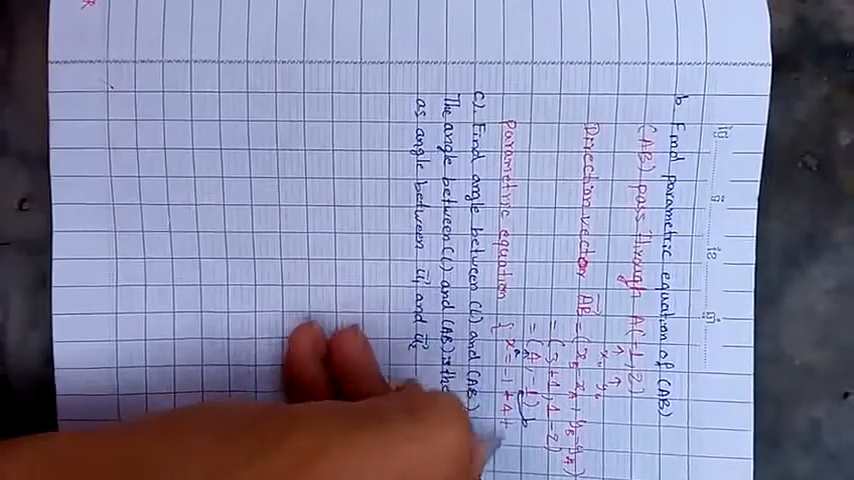 b Find parametric equation of (AB)
(AB) pass through A(-1,2)
x₀ y₀
Direction vector AB = (x_B - x_A, y_B - y_A)
= (3+1, 1-2)
= (4, -1)
a b
Parametric equation { x = -1 + 4t
c). Find angle between (L) and (AB)
The angle between (L) and (AB) is the
as angle between u₁ and u₂